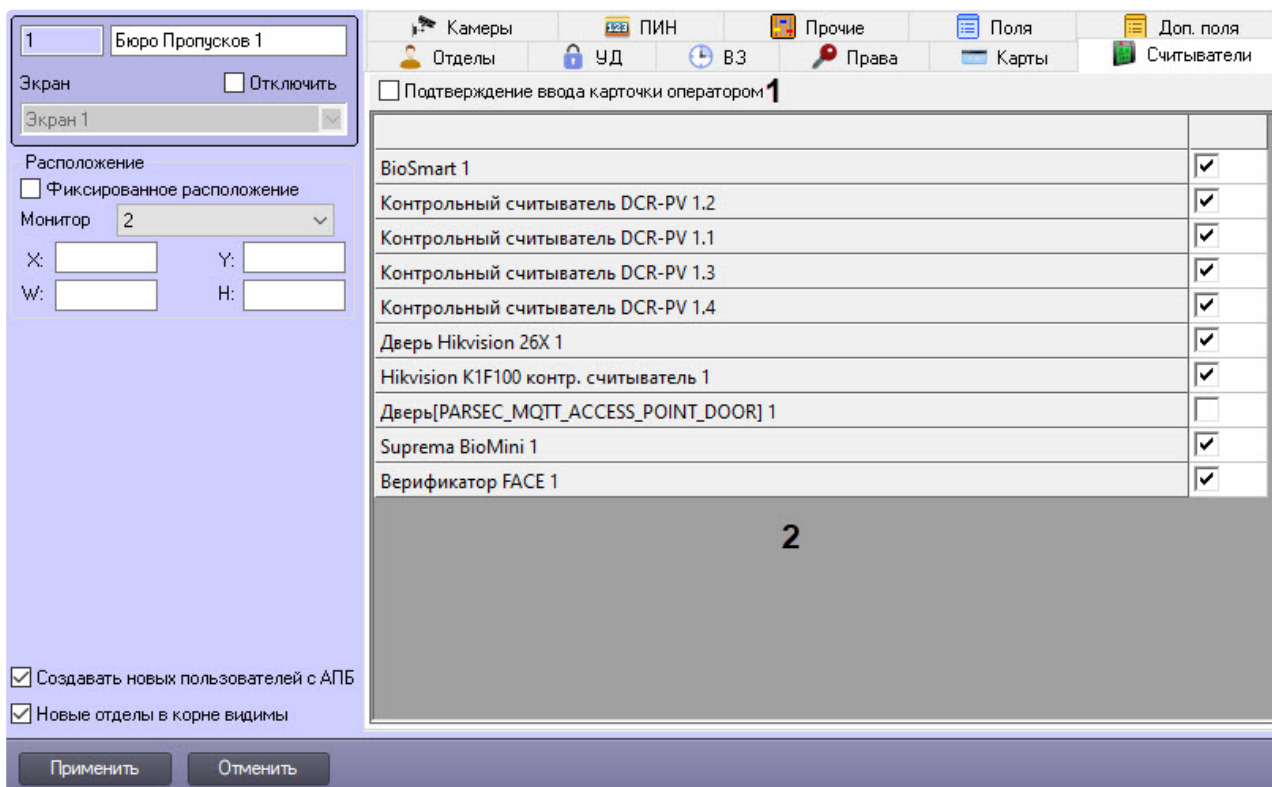 1 Бюро Пропусков 1
Экран Отключить
Экран 1
Расположение
Фиксированное расположение
Монитор 2
X: Y:
W: H:
Создавать новых пользователей с АПБ
Новые отделы в корне видимы
Камеры 123 ПИН Прочие Поля Доп. поля
Отделы УД ВЗ Права Карты Считыватели
Подтверждение ввода карточки оператором 1
BioSmart 1
Контрольный считыватель DCR-PV 1.2
Контрольный считыватель DCR-PV 1.1
Контрольный считыватель DCR-PV 1.3
Контрольный считыватель DCR-PV 1.4
Дверь Hikvision 26X 1
Hikvision K1F100 контр. считыватель 1
Дверь[PARSEC_MQTT_ACCESS_POINT_DOOR] 1
Suprema BioMini 1
Верификатор FACE 1
2
Применить Отменить